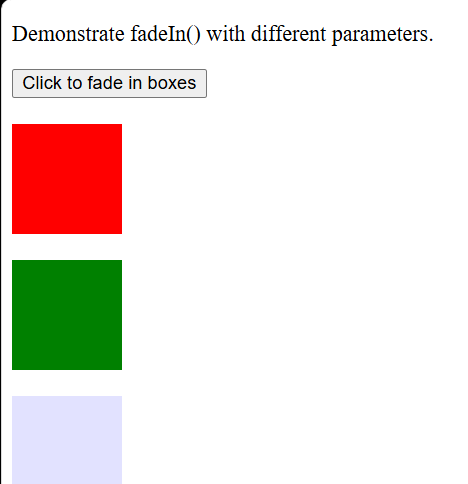 Demonstrate fadeIn() with different parameters.
Click to fade in boxes